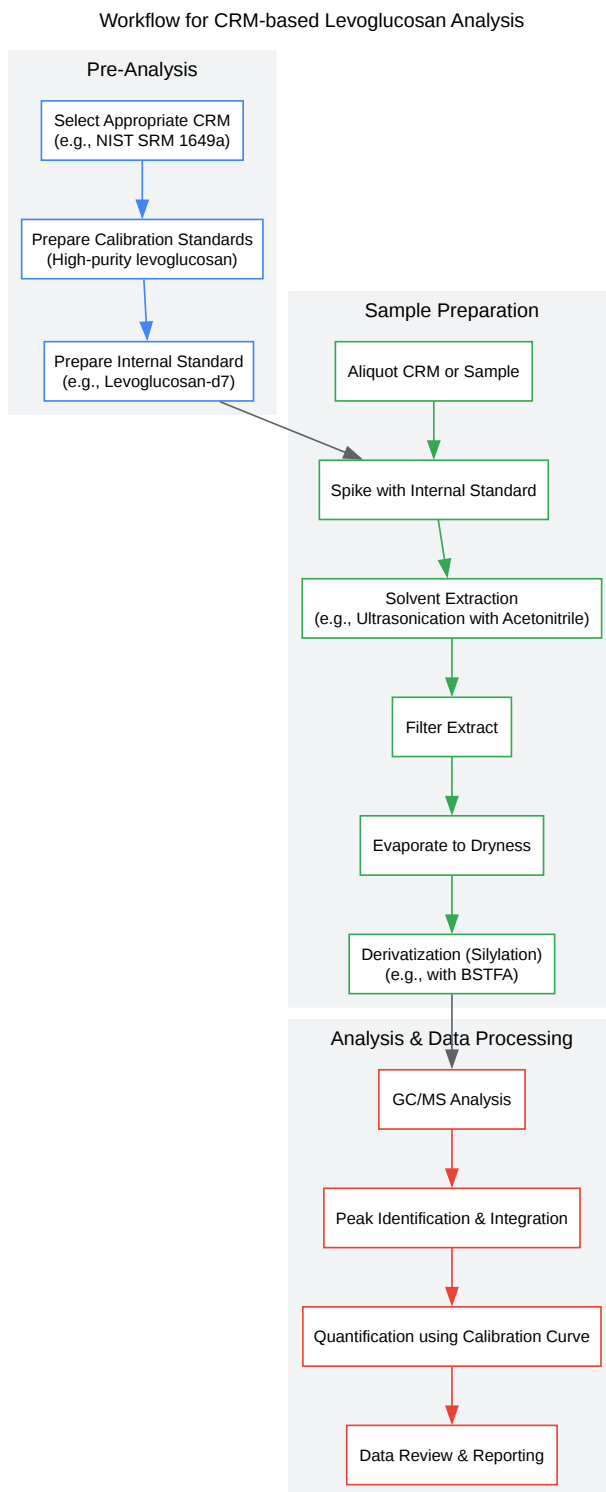 Workflow for CRM-based Levoglucosan Analysis
Pre-Analysis
Select Appropriate CRM
(e.g., NIST SRM 1649a)
Prepare Calibration Standards
(High-purity levoglucosan)
Prepare Internal Standard
(e.g., Levoglucosan-d7)
Sample Preparation
Aliquot CRM or Sample
Spike with Internal Standard
Solvent Extraction
(e.g., Ultrasonication with Acetonitrile)
Filter Extract
Evaporate to Dryness
Derivatization (Silylation)
(e.g., with BSTFA)
Analysis & Data Processing
GC/MS Analysis
Peak Identification & Integration
Quantification using Calibration Curve
Data Review & Reporting